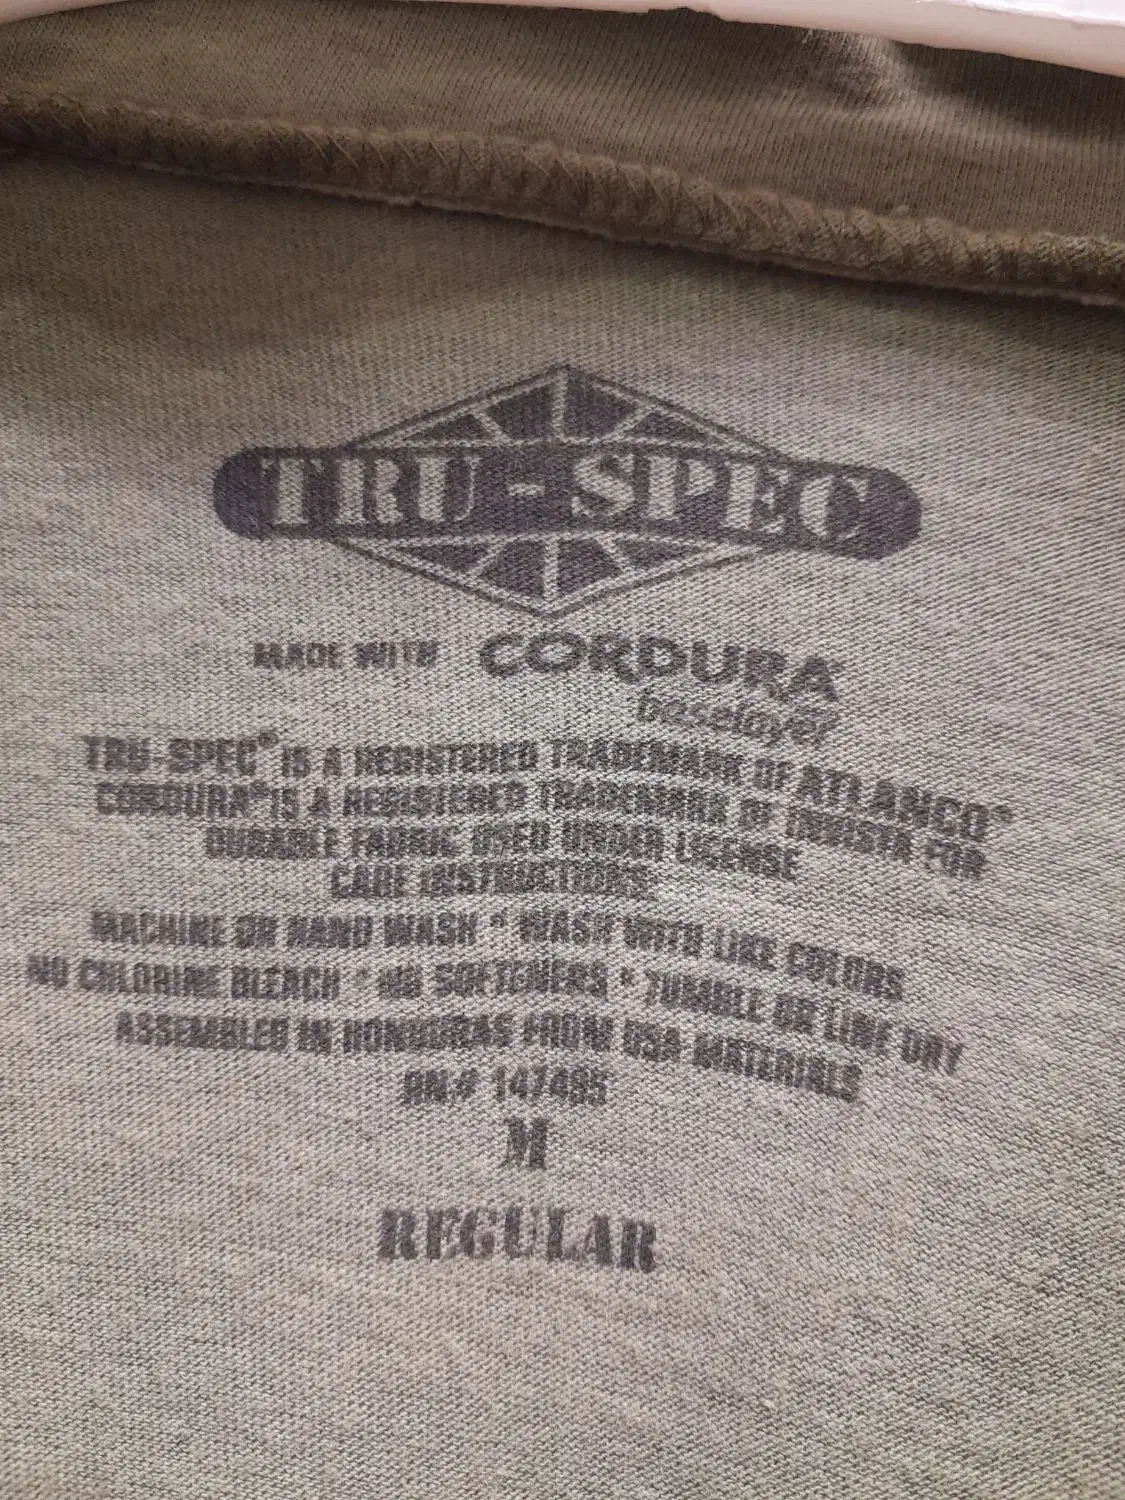 TRU-SPEC
MADE WITH CORDURA
baselayer
TRU-SPEC® IS A REGISTERED TRADEMARK OF ATLANCO®
CORDURA® IS A REGISTERED TRADEMARK OF INVISTA FOR
DURABLE FABRIC USED UNDER LICENSE
CARE INSTRUCTIONS
MACHINE OR HAND WASH * WASH WITH LIKE COLORS
NO CHLORINE BLEACH * NO SOFTENERS * TUMBLE OR LINE DRY
ASSEMBLED IN HONDURAS FROM USA MATERIALS
RN# 147485
M
REGULAR